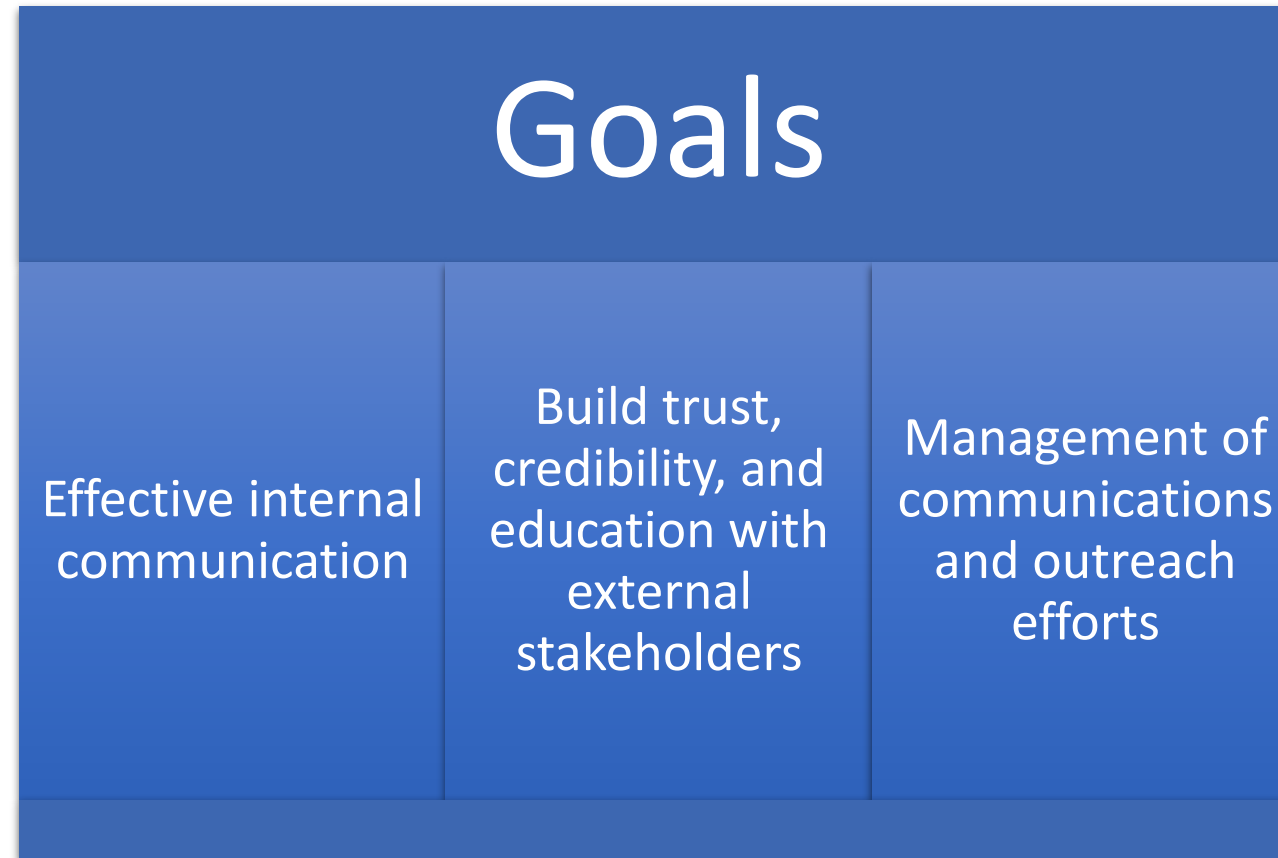 Goals
Effective internal
communication
Build trust,
credibility, and
education with
external
stakeholders
Management of
communications
and outreach
efforts